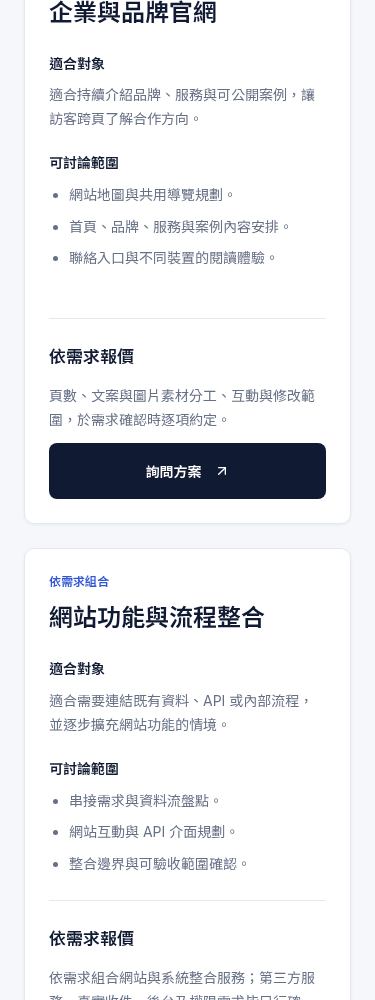 企業與品牌官網
適合對象
適合持續介紹品牌、服務與可公開案例，讓
訪客跨頁了解合作方向。
可討論範圍
• 網站地圖與共用導覽規劃。
• 首頁、品牌、服務與案例內容安排。
• 聯絡入口與不同裝置的閱讀體驗。
依需求報價
頁數、文案與圖片素材分工、互動與修改範
圍，於需求確認時逐項約定。
詢問方案
依需求組合
網站功能與流程整合
適合對象
適合需要連結既有資料、API 或內部流程，
並逐步擴充網站功能的情境。
可討論範圍
• 串接需求與資料流盤點。
• 網站互動與 API 介面規劃。
• 整合邊界與可驗收範圍確認。
依需求報價
依需求組合網站與系統整合服務；第三方服